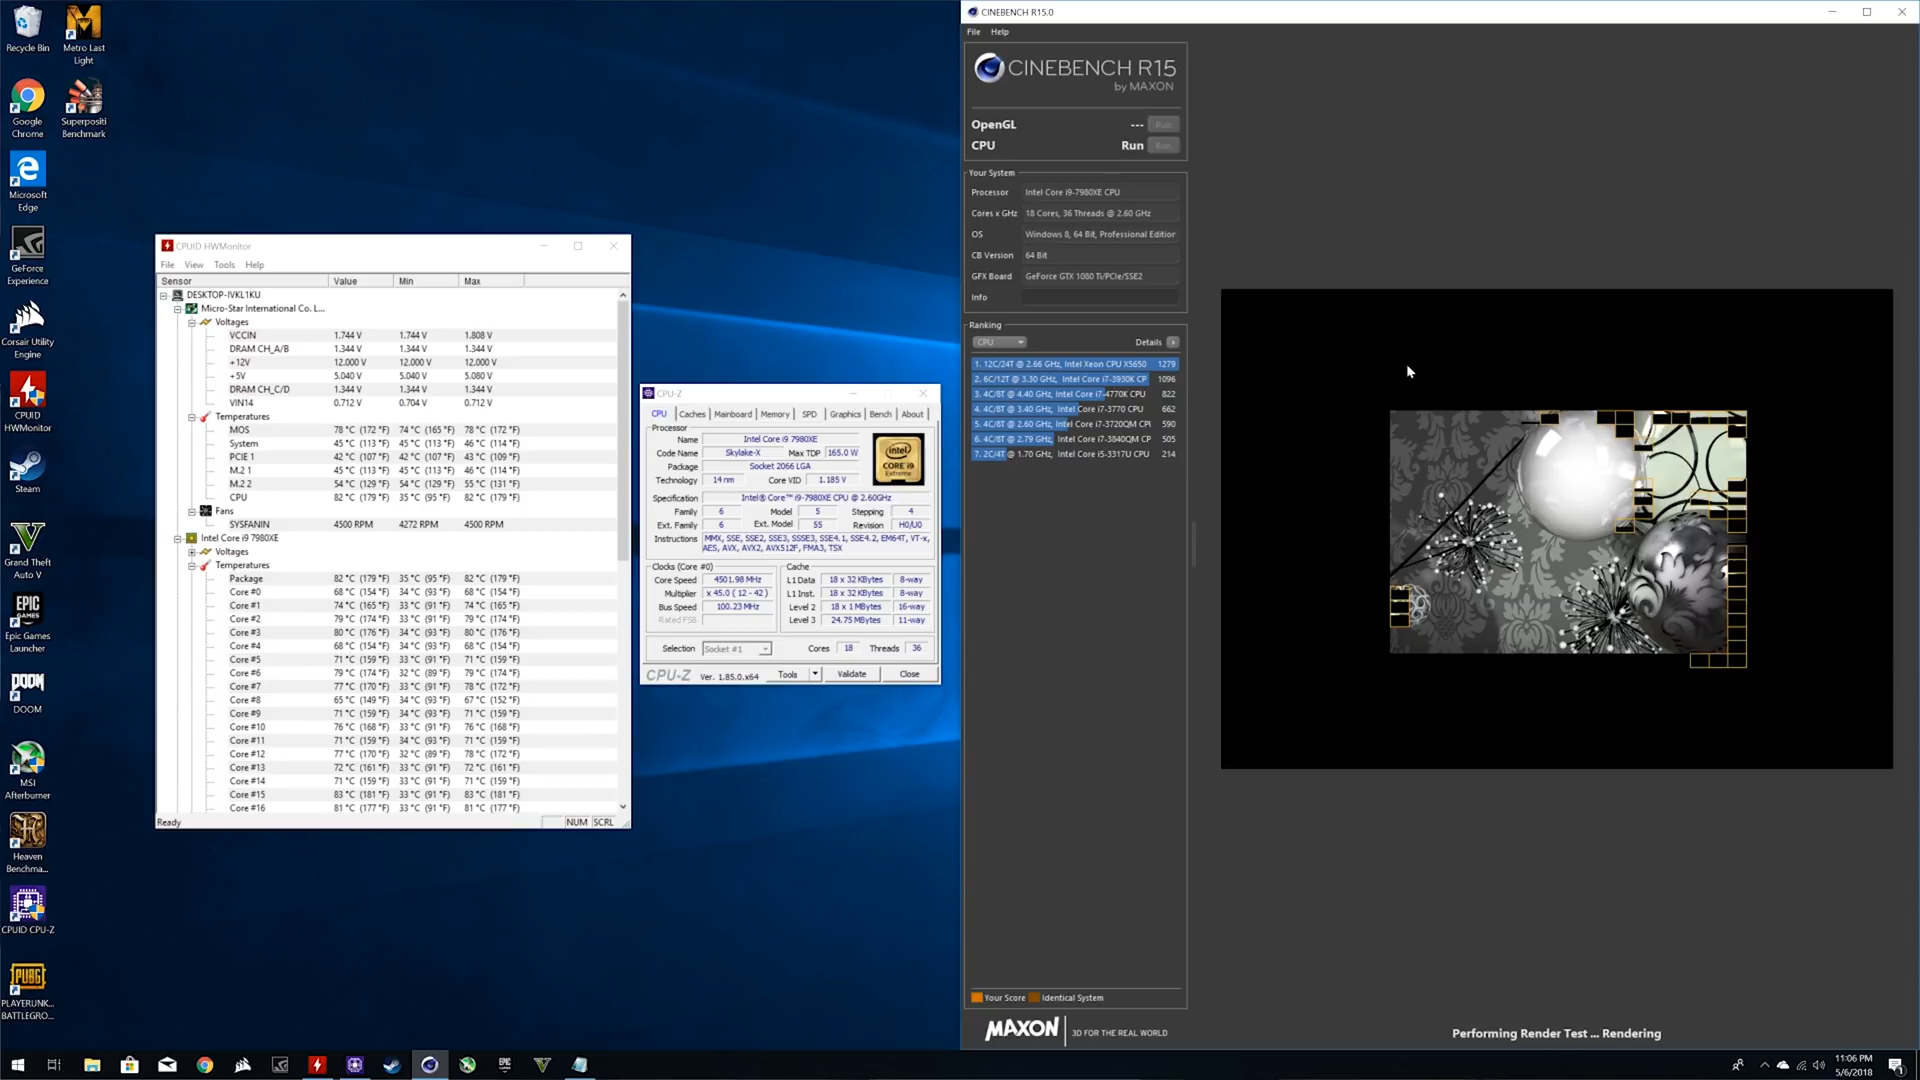 Recycle Bin
Metro Last
Light
Google
Chrome
Superpositi
Benchmark
Microsoft
Edge
GeForce
Experience
Corsair Utility
Engine
CPUID
HWMonitor
Steam
Grand Theft
Auto V
EPIC
GAMES
Epic Games
Launcher
DOOM
DOOM
MSI
Afterburner
Heaven
Benchma...
CPUID CPU-Z
PUBG
PLAYERUNK...
BATTLEGRO...
CPUID HWMonitor
File View Tools Help
Sensor Value Min Max
DESKTOP-IVKL1KU
Micro-Star International Co. L...
Voltages
VCCIN 1.744 V 1.744 V 1.808 V
DRAM CH_A/B 1.344 V 1.344 V 1.344 V
+12V 12.000 V 12.000 V 12.000 V
+5V 5.040 V 5.040 V 5.080 V
DRAM CH_C/D 1.344 V 1.344 V 1.344 V
VIN14 0.712 V 0.704 V 0.712 V
Temperatures
MOS 78 °C (172 °F) 74 °C (165 °F) 78 °C (172 °F)
System 45 °C (113 °F) 45 °C (113 °F) 46 °C (114 °F)
PCIE 1 42 °C (107 °F) 42 °C (107 °F) 43 °C (109 °F)
M.2 1 45 °C (113 °F) 45 °C (113 °F) 46 °C (114 °F)
M.2 2 54 °C (129 °F) 54 °C (129 °F) 55 °C (131 °F)
CPU 82 °C (179 °F) 35 °C (95 °F) 82 °C (179 °F)
Fans
SYSFANIN 4500 RPM 4272 RPM 4500 RPM
Intel Core i9 7980XE
Voltages
Temperatures
Package 82 °C (179 °F) 35 °C (95 °F) 82 °C (179 °F)
Core #0 68 °C (154 °F) 34 °C (93 °F) 68 °C (154 °F)
Core #1 74 °C (165 °F) 33 °C (91 °F) 74 °C (165 °F)
Core #2 79 °C (174 °F) 33 °C (91 °F) 79 °C (174 °F)
Core #3 80 °C (176 °F) 34 °C (93 °F) 80 °C (176 °F)
Core #4 68 °C (154 °F) 34 °C (93 °F) 68 °C (154 °F)
Core #5 71 °C (159 °F) 33 °C (91 °F) 71 °C (159 °F)
Core #6 79 °C (174 °F) 32 °C (89 °F) 79 °C (174 °F)
Core #7 77 °C (170 °F) 33 °C (91 °F) 78 °C (172 °F)
Core #8 65 °C (149 °F) 34 °C (93 °F) 67 °C (152 °F)
Core #9 71 °C (159 °F) 34 °C (93 °F) 71 °C (159 °F)
Core #10 76 °C (168 °F) 33 °C (91 °F) 76 °C (168 °F)
Core #11 71 °C (159 °F) 34 °C (93 °F) 71 °C (159 °F)
Core #12 77 °C (170 °F) 32 °C (89 °F) 78 °C (172 °F)
Core #13 72 °C (161 °F) 33 °C (91 °F) 72 °C (161 °F)
Core #14 71 °C (159 °F) 33 °C (91 °F) 71 °C (159 °F)
Core #15 83 °C (181 °F) 33 °C (91 °F) 83 °C (181 °F)
Core #16 81 °C (177 °F) 33 °C (91 °F) 81 °C (177 °F)
Ready NUM SCRL
CPU-Z
CPU Caches Mainboard Memory SPD Graphics Bench About
Processor
Name Intel Core i9 7980XE
Code Name Skylake-X Max TDP 165.0 W
Package Socket 2066 LGA
Technology 14 nm Core VID 1.185 V
intel
CORE i9
Extreme
Specification Intel® Core™ i9-7980XE CPU @ 2.60GHz
Family 6 Model 5 Stepping 4
Ext. Family 6 Ext. Model 55 Revision H0/U0
Instructions MMX, SSE, SSE2, SSE3, SSSE3, SSE4.1, SSE4.2, EM64T, VT-x,
AES, AVX, AVX2, AVX512F, FMA3, TSX
Clocks (Core #0) Cache
Core Speed 4501.98 MHz L1 Data 18 x 32 KBytes 8-way
Multiplier x 45.0 ( 12 - 42 ) L1 Inst. 18 x 32 KBytes 8-way
Bus Speed 100.23 MHz Level 2 18 x 1 MBytes 16-way
Rated FSB Level 3 24.75 MBytes 11-way
Selection Socket #1 Cores 18 Threads 36
CPU-Z Ver. 1.85.0.x64 Tools Validate Close
CINEBENCH R15.0
File Help
CINEBENCH R15
by MAXON
OpenGL --- Run
CPU Run Run
Your System
Processor Intel Core i9-7980XE CPU
Cores x GHz 18 Cores, 36 Threads @ 2.60 GHz
OS Windows 8, 64 Bit, Professional Edition
CB Version 64 Bit
GFX Board GeForce GTX 1080 Ti/PCIe/SSE2
Info
Ranking
CPU Details
1. 12C/24T @ 2.66 GHz, Intel Xeon CPU X5650 1279
2. 6C/12T @ 3.30 GHz, Intel Core i7-3930K CP 1096
3. 4C/8T @ 4.40 GHz, Intel Core i7-4770K CPU 822
4. 4C/8T @ 3.40 GHz, Intel Core i7-3770 CPU 662
5. 4C/8T @ 2.60 GHz, Intel Core i7-3720QM CPI 590
6. 4C/8T @ 2.79 GHz, Intel Core i7-3840QM CP 505
7. 2C/4T @ 1.70 GHz, Intel Core i5-3317U CPU 214
Your Score Identical System
MAXON 3D FOR THE REAL WORLD
Performing Render Test ... Rendering
11:06 PM
5/6/2018